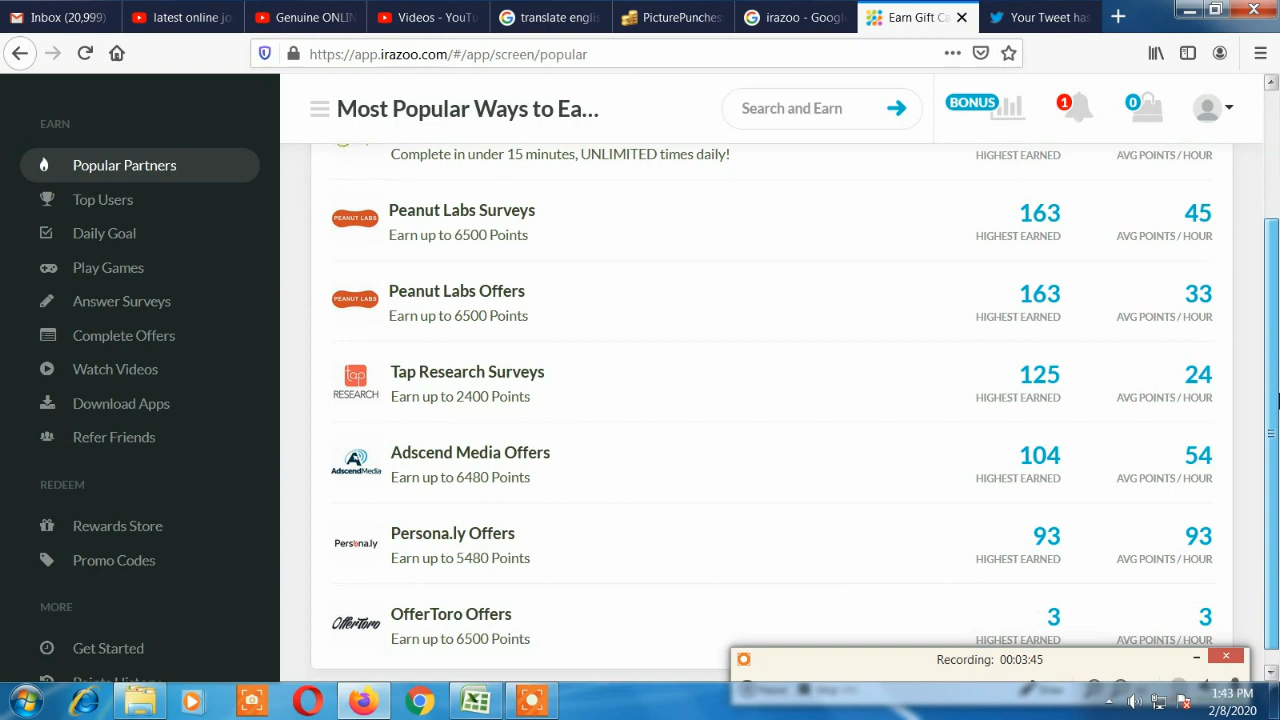 Inbox (20,999)
latest online jo
Genuine ONLI
Videos - YouTu
translate englis
PicturePunches
irazoo - Google
Earn Gift Ca
Your Tweet has
https://app.irazoo.com/#/app/screen/popular
EARN
Popular Partners
Top Users
Daily Goal
Play Games
Answer Surveys
Complete Offers
Watch Videos
Download Apps
Refer Friends
REDEEM
Rewards Store
Promo Codes
MORE
Get Started
Points History
Most Popular Ways to Ea...
Search and Earn
BONUS
1
0
Complete in under 15 minutes, UNLIMITED times daily!
HIGHEST EARNED
AVG POINTS / HOUR
PEANUT LABS
Peanut Labs Surveys
Earn up to 6500 Points
163
HIGHEST EARNED
45
AVG POINTS / HOUR
PEANUT LABS
Peanut Labs Offers
Earn up to 6500 Points
163
HIGHEST EARNED
33
AVG POINTS / HOUR
tap
RESEARCH
Tap Research Surveys
Earn up to 2400 Points
125
HIGHEST EARNED
24
AVG POINTS / HOUR
AdscendMedia
Adscend Media Offers
Earn up to 6480 Points
104
HIGHEST EARNED
54
AVG POINTS / HOUR
Persona.ly
Persona.ly Offers
Earn up to 5480 Points
93
HIGHEST EARNED
93
AVG POINTS / HOUR
OfferToro
OfferToro Offers
Earn up to 6500 Points
3
HIGHEST EARNED
3
AVG POINTS / HOUR
Recording: 00:03:45
1:43 PM
2/8/2020